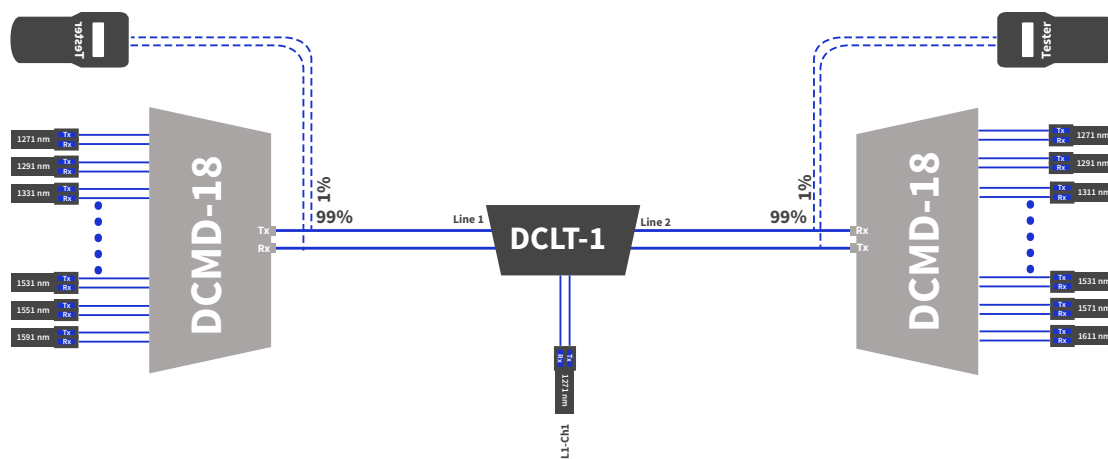 Tester
Tester
1271 nm
Tx
Rx
1291 nm
Tx
Rx
1331 nm
Tx
Rx
1531 nm
Tx
Rx
1551 nm
Tx
Rx
1591 nm
Tx
Rx
DCMD-18
Tx
Rx
1%
99%
Line 1
DCLT-1
Line 2
1%
99%
Rx
Tx
DCMD-18
Tx
Rx
1271 nm
Tx
Rx
1291 nm
Tx
Rx
1311 nm
Tx
Rx
1531 nm
Tx
Rx
1571 nm
Tx
Rx
1611 nm
Rx
Tx
1271 nm
L1-Ch1